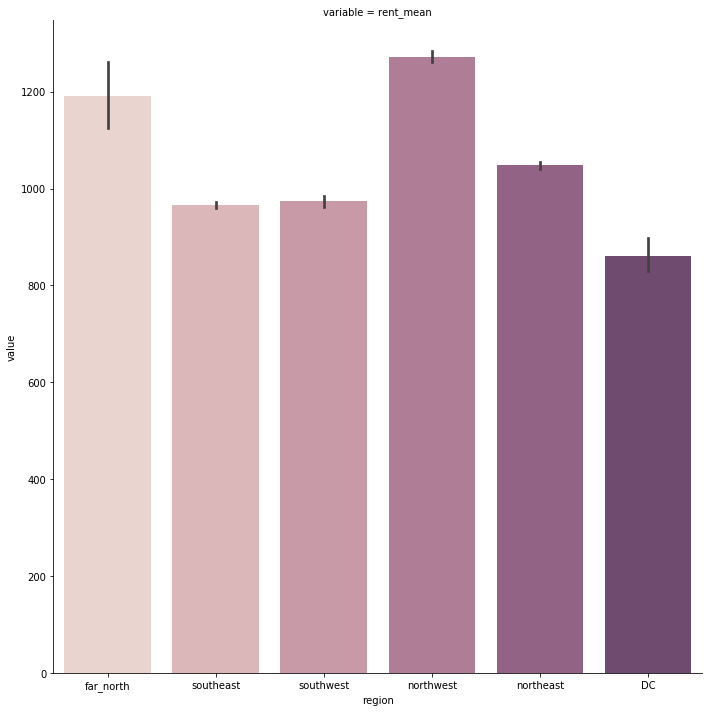 variable = rent_mean
value
1200
1000
800
600
400
200
0
far_north southeast southwest northwest northeast DC
region